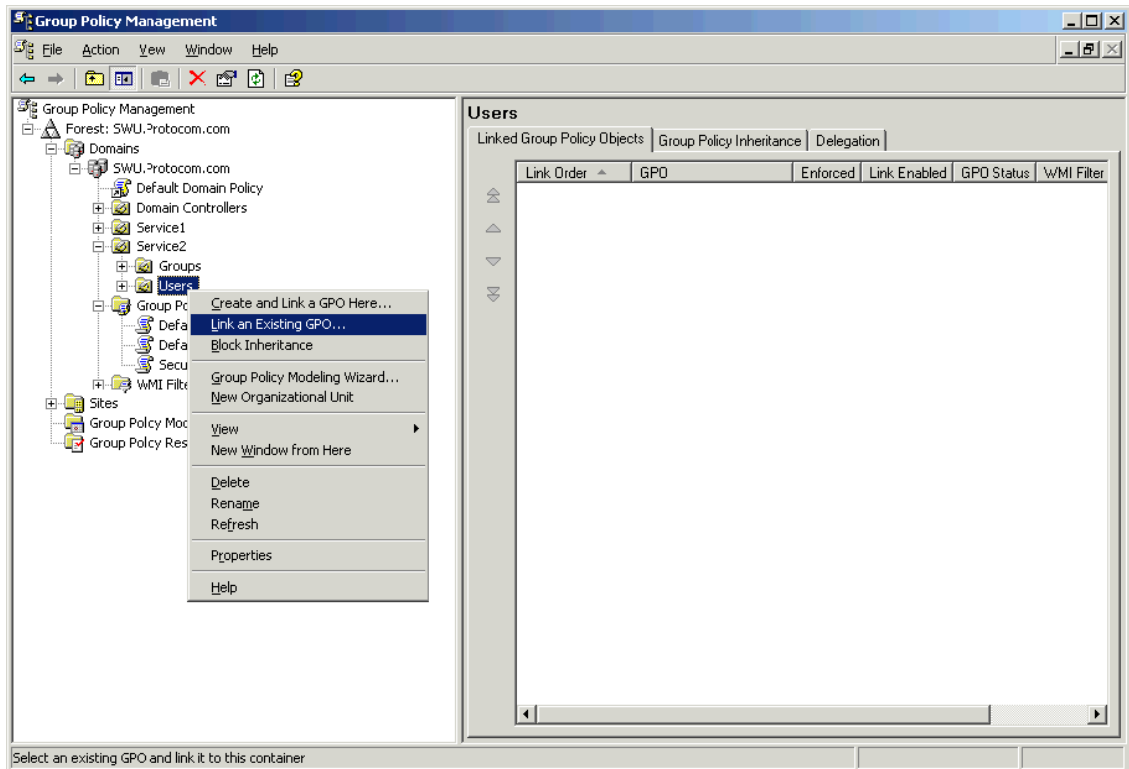 Group Policy Management
File Action View Window Help
Group Policy Management
Forest: SWU.Protocom.com
Domains
SWU.Protocom.com
Default Domain Policy
Domain Controllers
Service1
Service2
Groups
Users
Group Pc
Defa
Defa
Secu
WMI Filte
Sites
Group Polcy Moc
Group Polcy Res
Create and Link a GPO Here...
Link an Existing GPO...
Block Inheritance
Group Policy Modeling Wizard...
New Organizational Unit
View
New Window from Here
Delete
Rename
Refresh
Properties
Help
Users
Linked Group Policy Objects Group Policy Inheritance Delegation
Link Order GPO Enforced Link Enabled GPO Status WMI Filter
Select an existing GPO and link it to this container